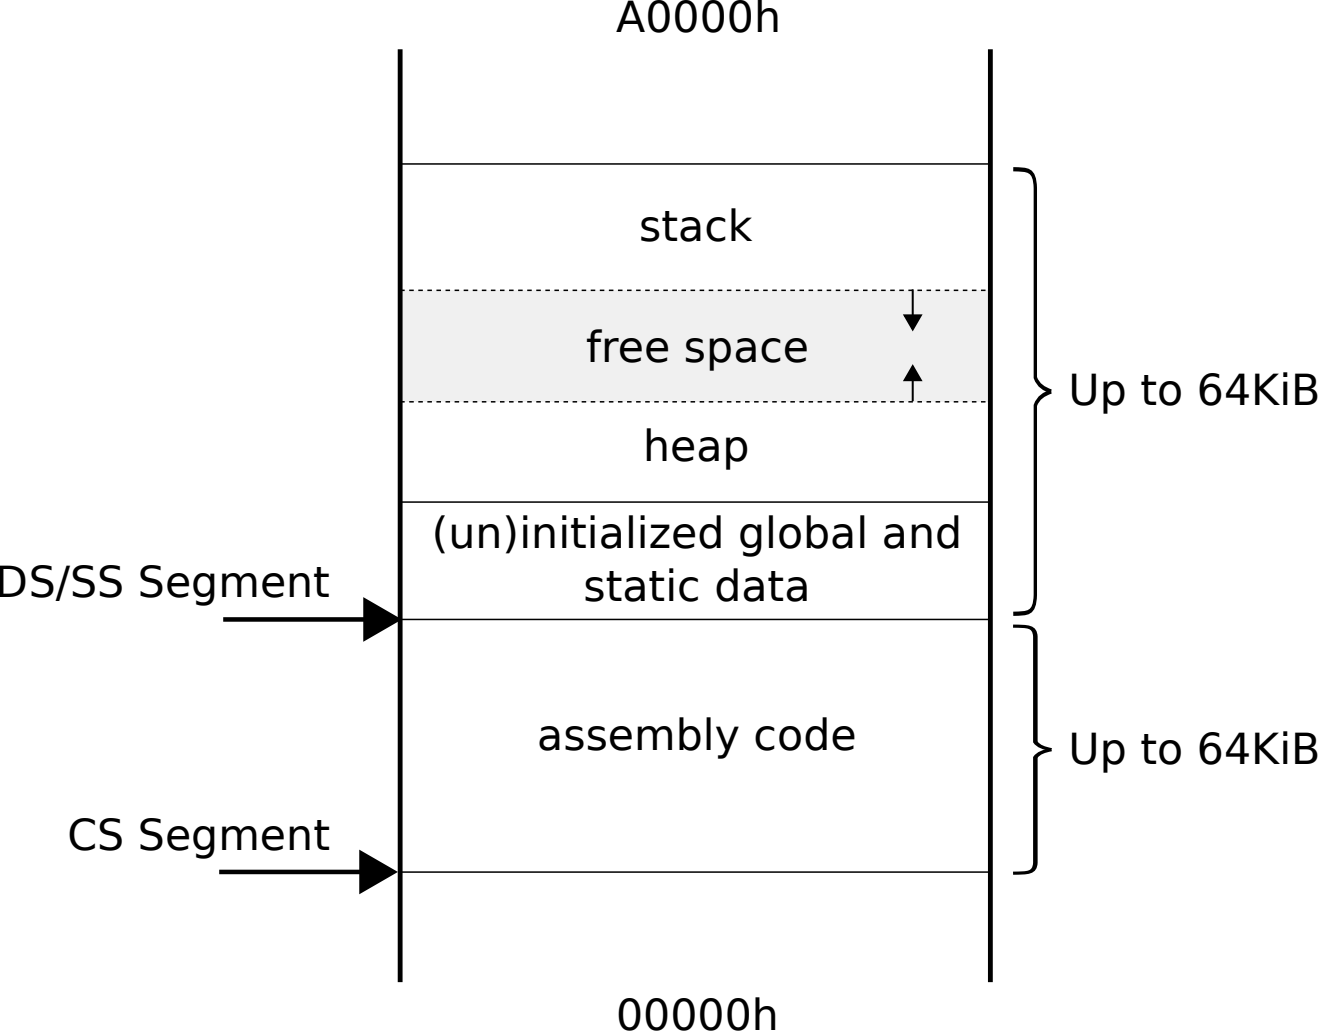 A0000h
stack
free space
Up to 64KiB
heap
(un)initialized global and
static data
DS/SS Segment
assembly code
Up to 64KiB
CS Segment
00000h